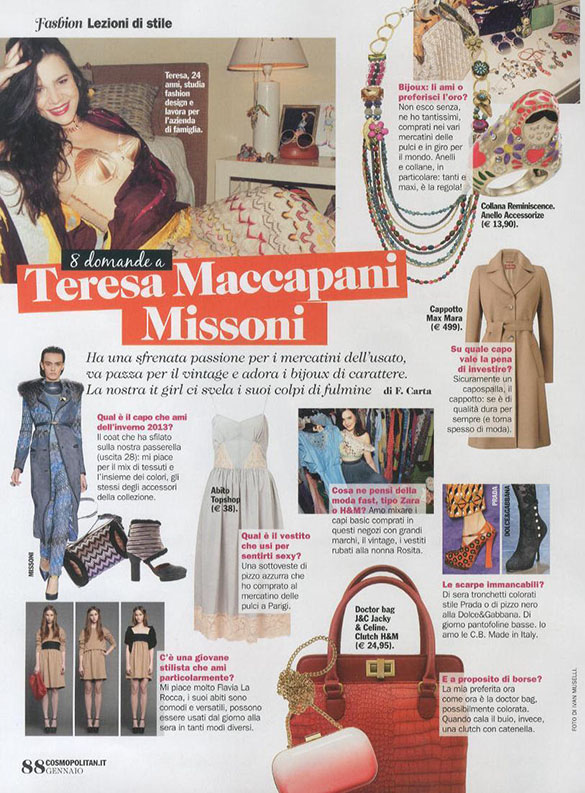 Fashion Lezioni di stile
Teresa, 24
anni, studia
fashion
design e
lavora per
l'azienda
di famiglia.
Bijoux: li ami o
preferisci l'oro?
Non esco senza,
ne ho tantissimi,
comprati nei vari
mercatini delle
pulci e in giro per
il mondo. Anelli
e collane, in
particolare: tanti e
maxi, è la regola!
Collana Reminiscence.
Anello Accessorize
(€ 13,90).
8 domande a
Teresa Maccapani
Missoni
Ha una sfrenata passione per i mercatini dell'usato,
va pazza per il vintage e adora i bijoux di carattere.
La nostra it girl ci svela i suoi colpi di fulmine di F. Carta
Cappotto
Max Mara
(€ 499).
Su quale capo
vale la pena
di investire?
Sicuramente un
capospalla, il
cappotto: se è di
qualità dura per
sempre (e torna
spesso di moda).
Qual è il capo che ami
dell'inverno 2013?
Il coat che ha sfilato
sulla nostra passerella
(uscita 28): mi piace
per il mix di tessuti e
l'insieme dei colori, gli
stessi degli accessori
della collezione.
MISSONI
Abito
Topshop
(€ 38).
Qual è il vestito
che usi per
sentirti sexy?
Una sottoveste di
pizzo azzurra che
ho comprato al
mercatino delle
pulci a Parigi.
Cosa ne pensi della
moda fast, tipo Zara
o H&M? Amo mixare i
capi basic comprati in
questi negozi con grandi
marchi, il vintage, i vestiti
rubati alla nonna Rosita.
PRADA
DOLCE&GABBANA
Le scarpe immancabili?
Di sera tronchetti colorati
stile Prada o di pizzo nero
alla Dolce&Gabbana. Di
giorno pantofoline basse. Io
amo le C.B. Made in Italy.
Doctor bag
J&C Jacky
& Celine.
Clutch H&M
(€ 24,95).
C'è una giovane
stilista che ami
particolarmente?
Mi piace molto Flavia La
Rocca, i suoi abiti sono
comodi e versatili, possono
essere usati dal giorno alla
sera in tanti modi diversi.
E a proposito di borse?
La mia preferita ora
come ora è la doctor bag,
possibilmente colorata.
Quando cala il buio, invece,
una clutch con catenella.
FOTO DI IVAN MUSELLI.
88 COSMOPOLITAN.IT
GENNAIO